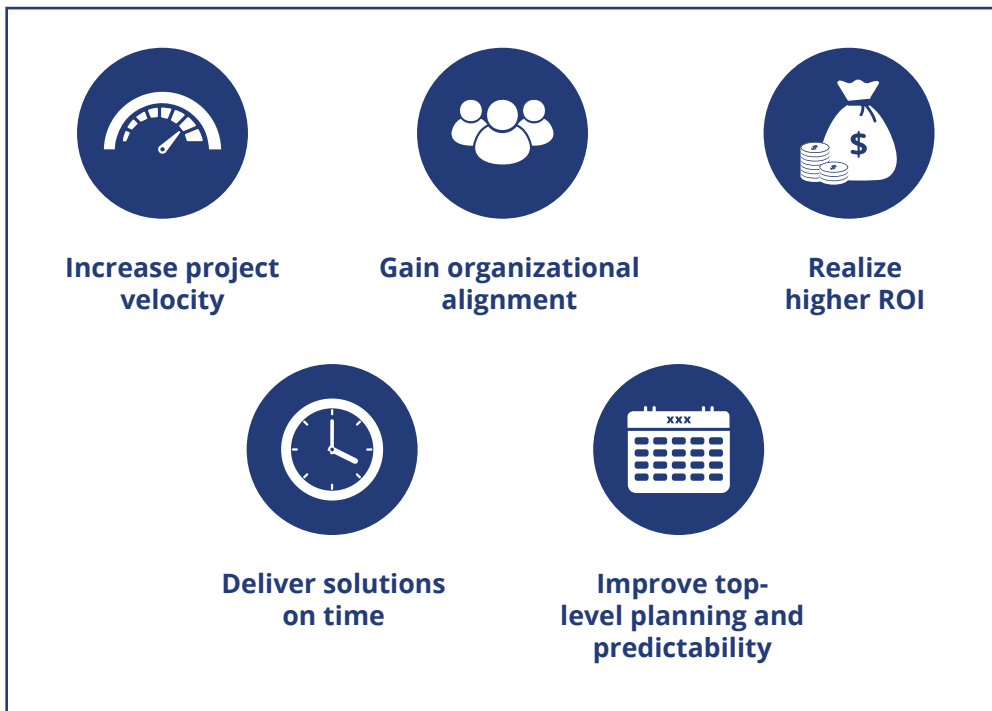 $
Increase project
velocity
Gain organizational
alignment
Realize
higher ROI
xxx
Deliver solutions
on time
Improve top-
level planning and
predictability